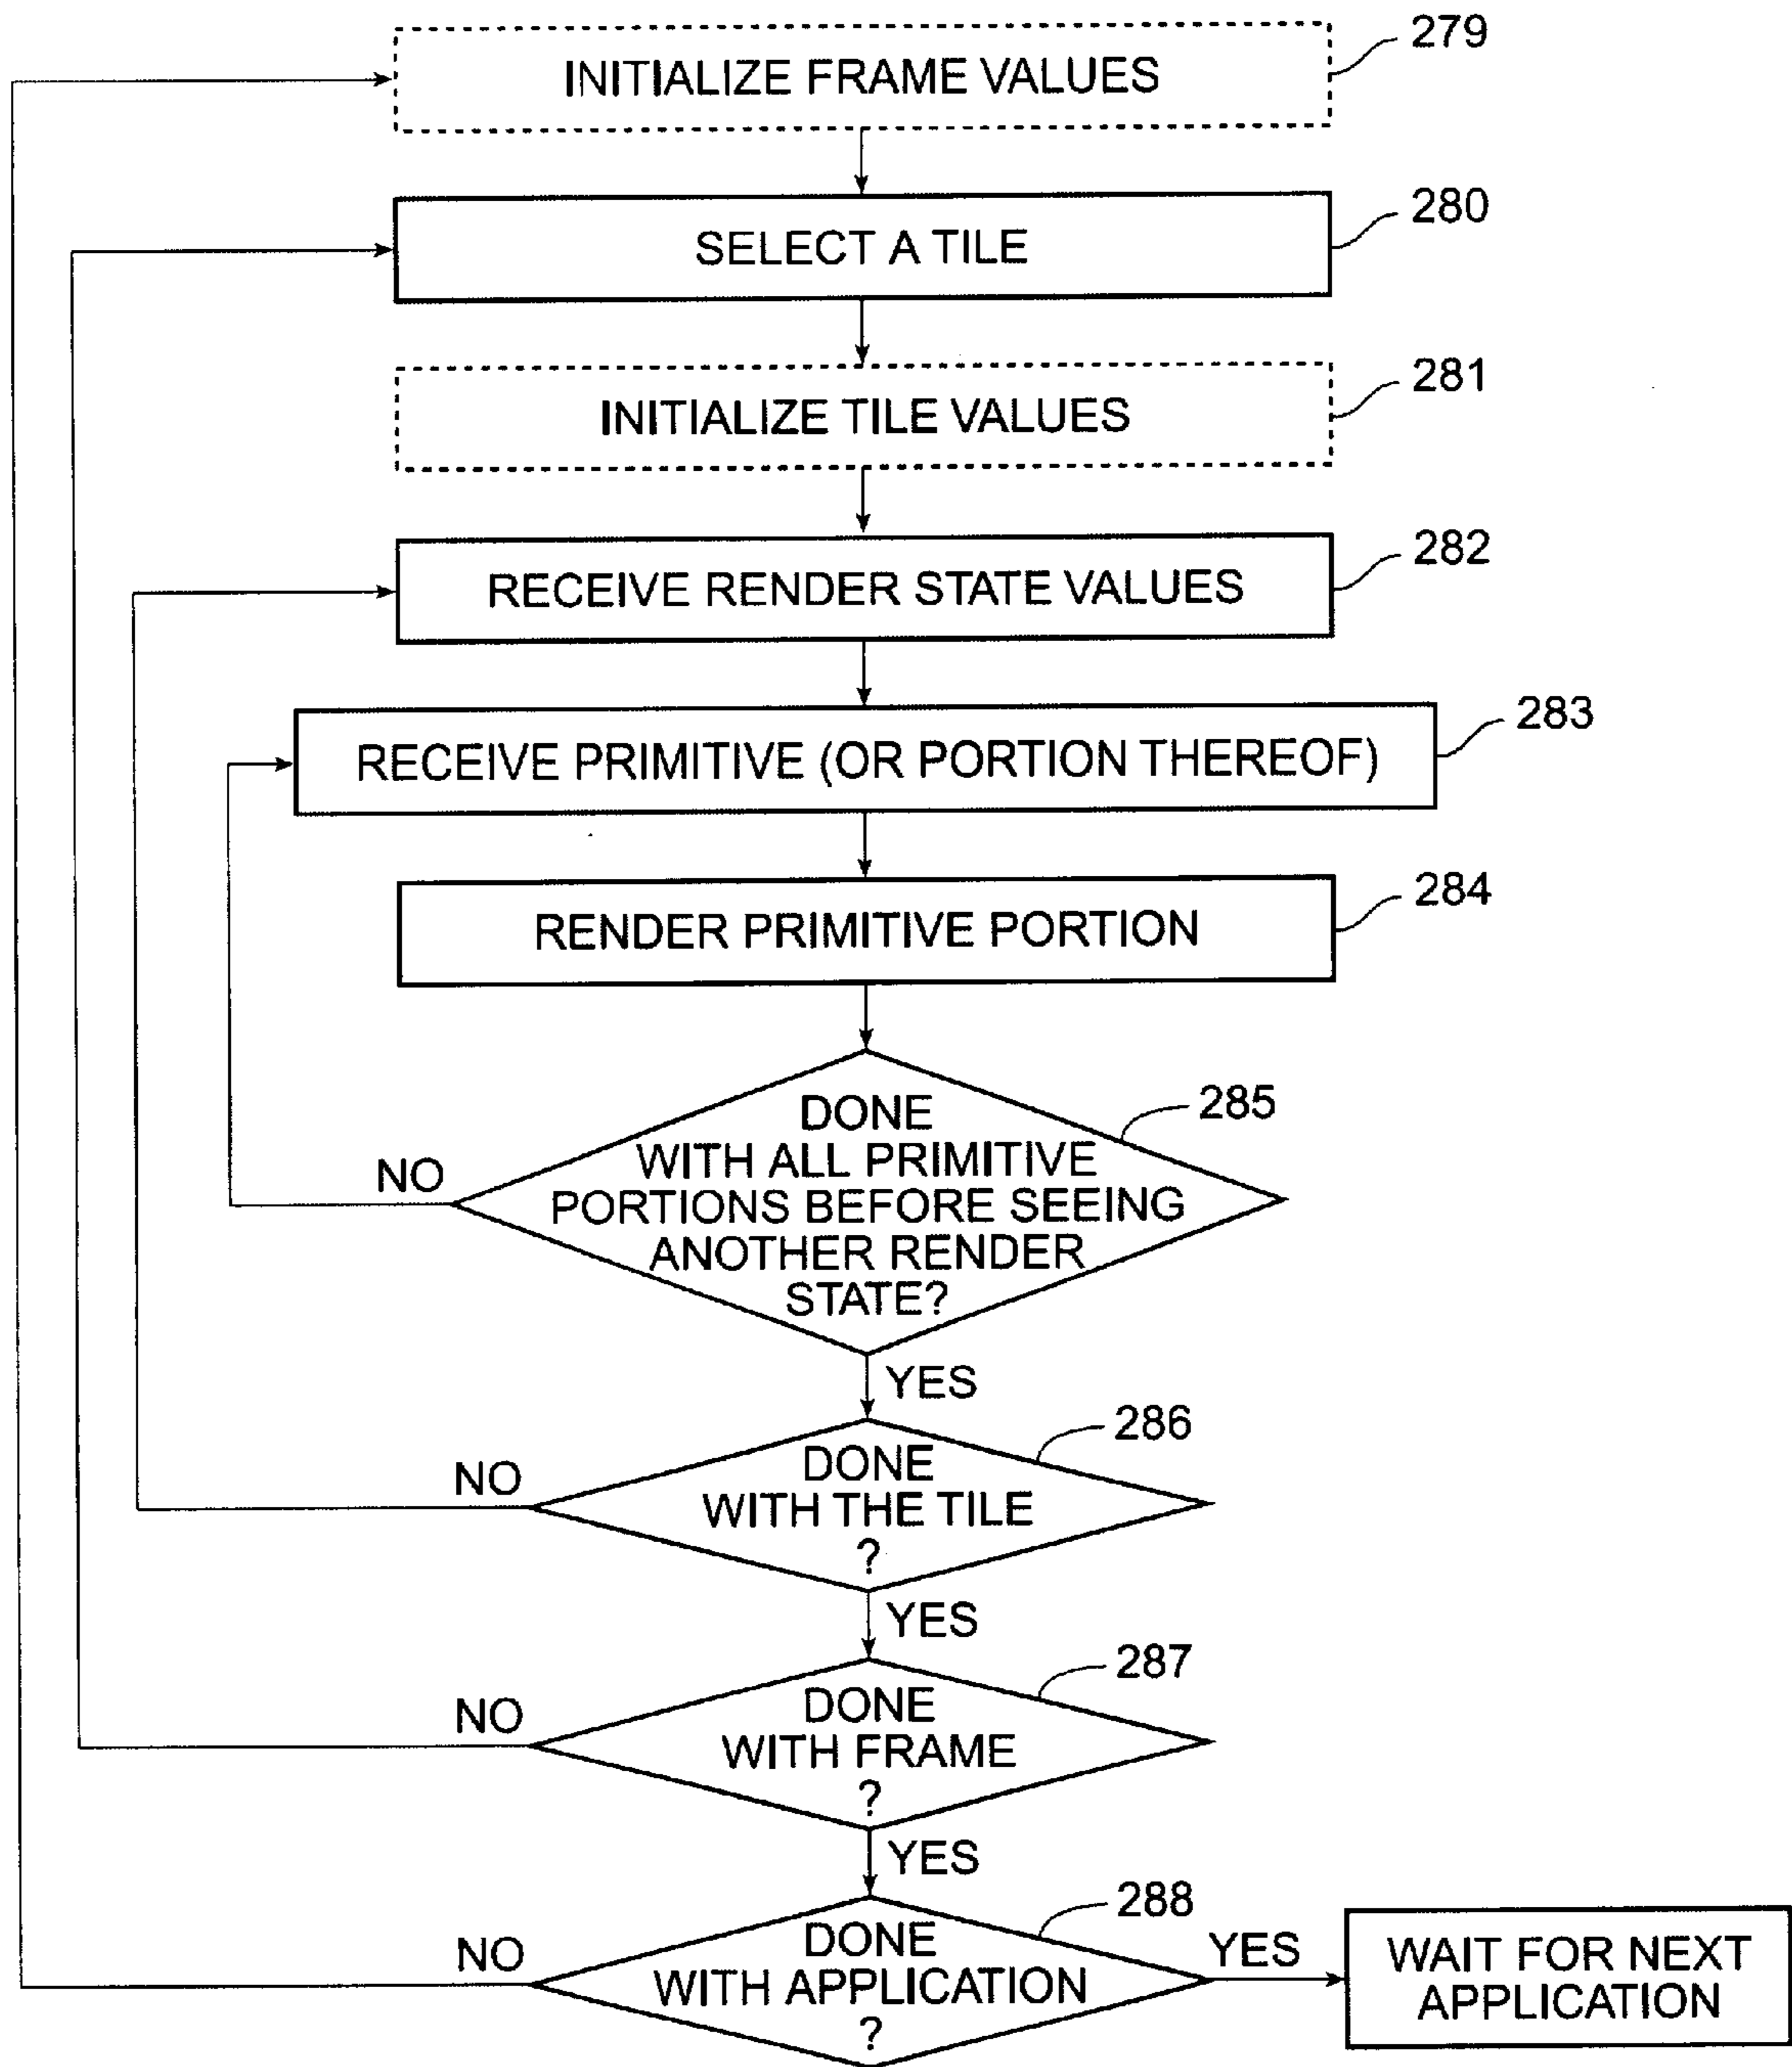 279
INITIALIZE FRAME VALUES
280
SELECT A TILE
281
INITIALIZE TILE VALUES
282
RECEIVE RENDER STATE VALUES
283
RECEIVE PRIMITIVE (OR PORTION THEREOF)
284
RENDER PRIMITIVE PORTION
285
DONE
WITH ALL PRIMITIVE
PORTIONS BEFORE SEEING
ANOTHER RENDER
STATE?
NO
YES
286
DONE
WITH THE TILE
?
NO
YES
287
DONE
WITH FRAME
?
NO
YES
288
DONE
WITH APPLICATION
?
NO
YES
WAIT FOR NEXT
APPLICATION